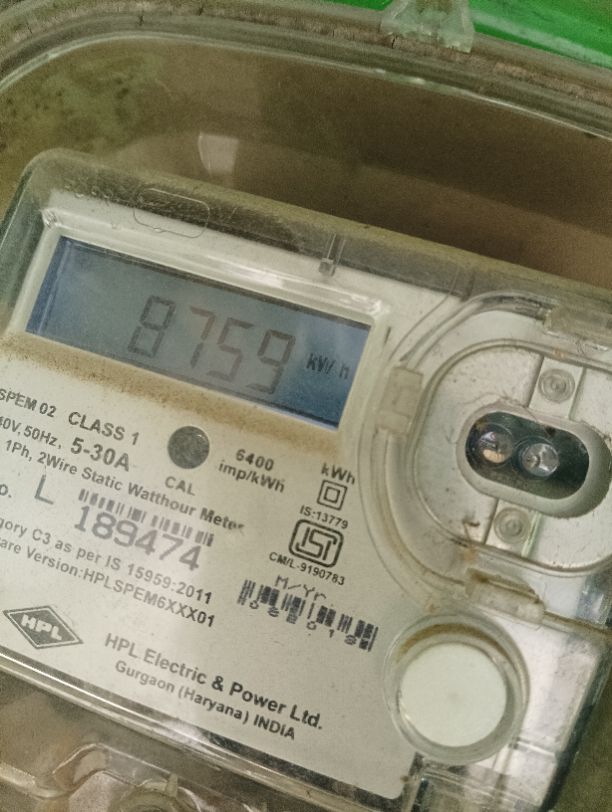 8759 kWh
SPEM 02 CLASS 1
40V, 50Hz, 5-30A
6400
imp/kWh
kWh
CAL
1Ph, 2Wire Static Watthour Meter
IS:13779
L
189474
ISI
CM/L-9190783
gory C3 as per IS 15959:2011
are Version:HPLSPEM6XXX01
M/Yr
HPL
HPL Electric & Power Ltd.
Gurgaon (Haryana) INDIA